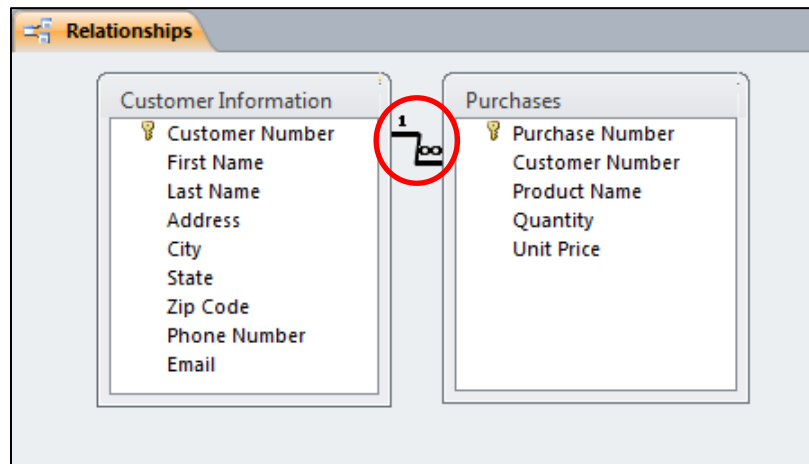 Relationships
Customer Information
Customer Number
First Name
Last Name
Address
City
State
Zip Code
Phone Number
Email
1
∞
Purchases
Purchase Number
Customer Number
Product Name
Quantity
Unit Price